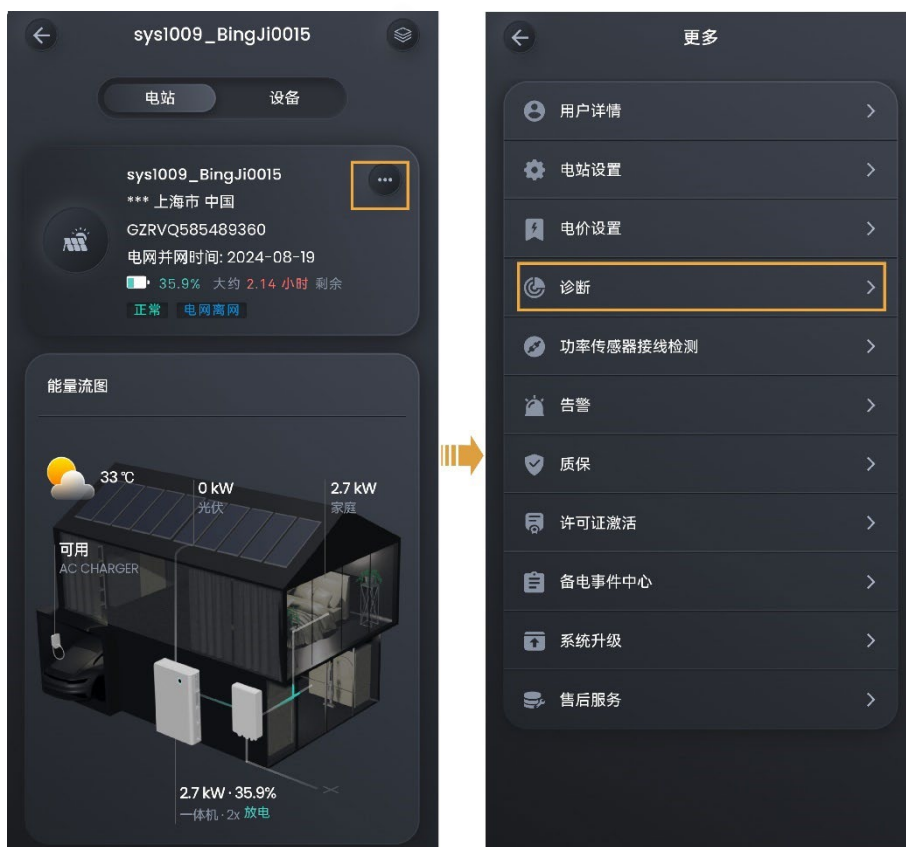 sys1009_BingJi0015
电站
设备
sys1009_BingJi0015
*** 上海市 中国
GZRVQ585489360
电网并网时间: 2024-08-19
35.9% 大约 2.14 小时 剩余
正常 电网离网
能量流图
33 ℃
0 kW
光伏
2.7 kW
家庭
可用
AC CHARGER
2.7 kW · 35.9%
一体机 · 2x 放电
更多
用户详情
电站设置
电价设置
诊断
功率传感器接线检测
告警
质保
许可证激活
备电事件中心
系统升级
售后服务